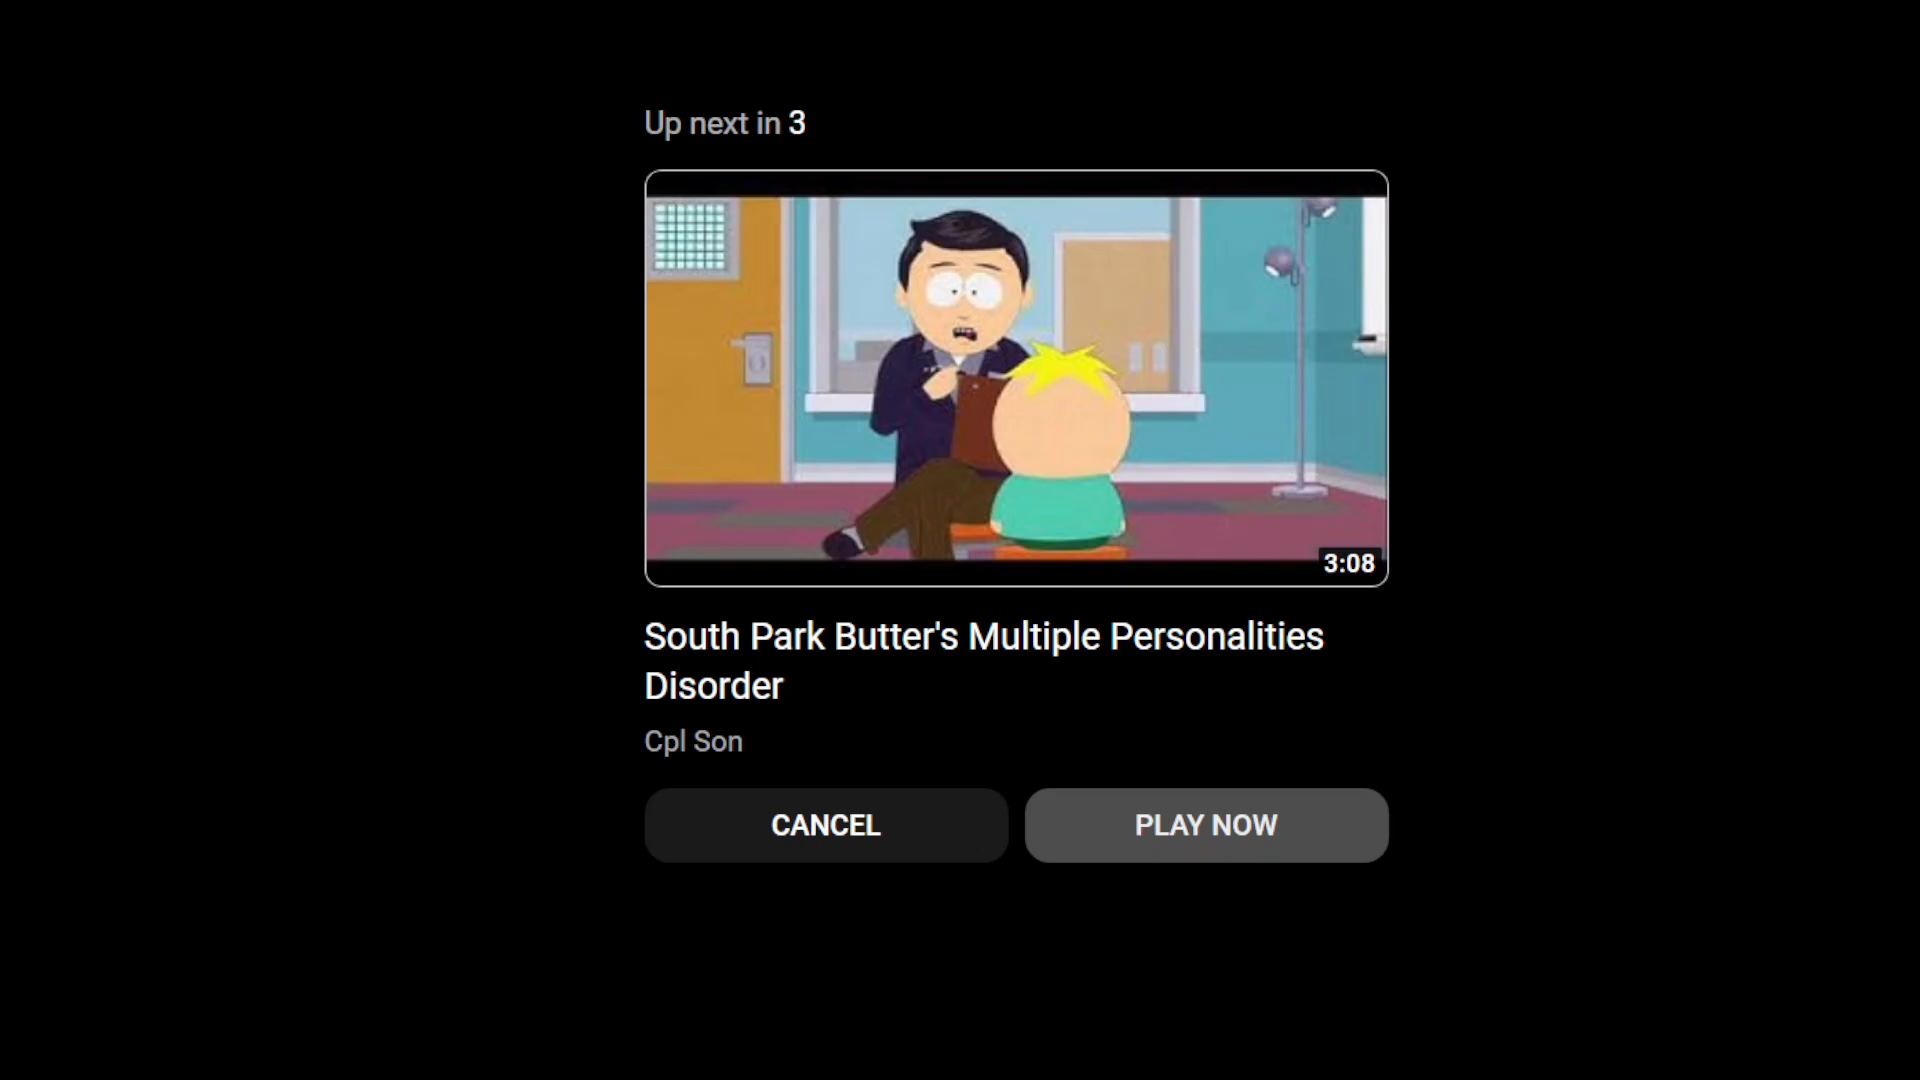 Up next in 3
3:08
South Park Butter's Multiple Personalities
Disorder
Cpl Son
CANCEL
PLAY NOW